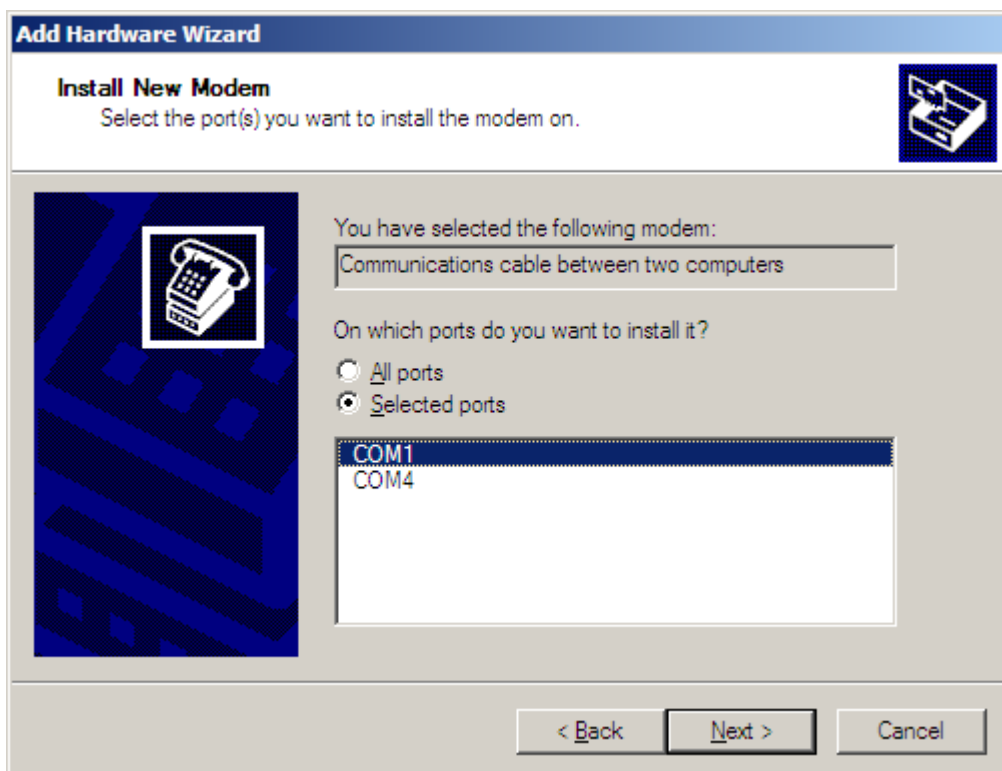 Add Hardware Wizard
Install New Modem
Select the port(s) you want to install the modem on.
You have selected the following modem:
Communications cable between two computers
On which ports do you want to install it?
All ports
Selected ports
COM1
COM4
< Back Next > Cancel